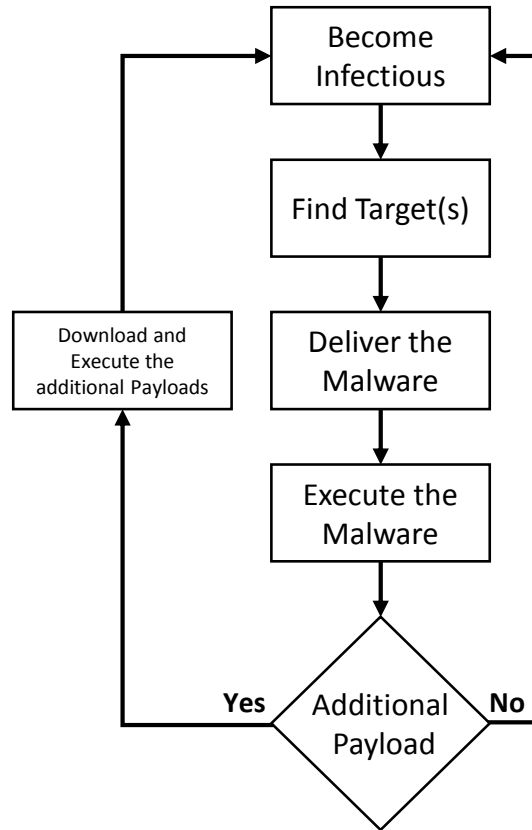 Become
Infectious
Find Target(s)
Download and
Execute the
additional Payloads
Deliver the
Malware
Execute the
Malware
Yes
Additional
Payload
No